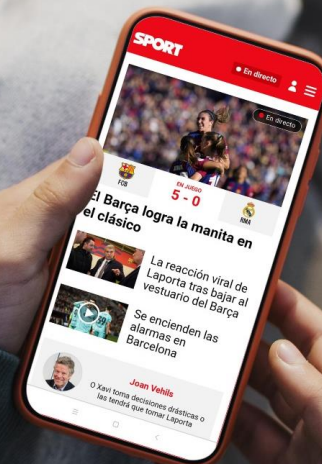 SPORT
En directo
En directo
FCB
EN JUEGO
5 - 0
RMA
El Barça logra la manita en
el clásico
La reacción viral de
Laporta tras bajar al
vestuario del Barça
Se encienden las
alarmas en
Barcelona
Joan Vehils
O Xavi toma decisiones drásticas o
las tendrá que tomar Laporta